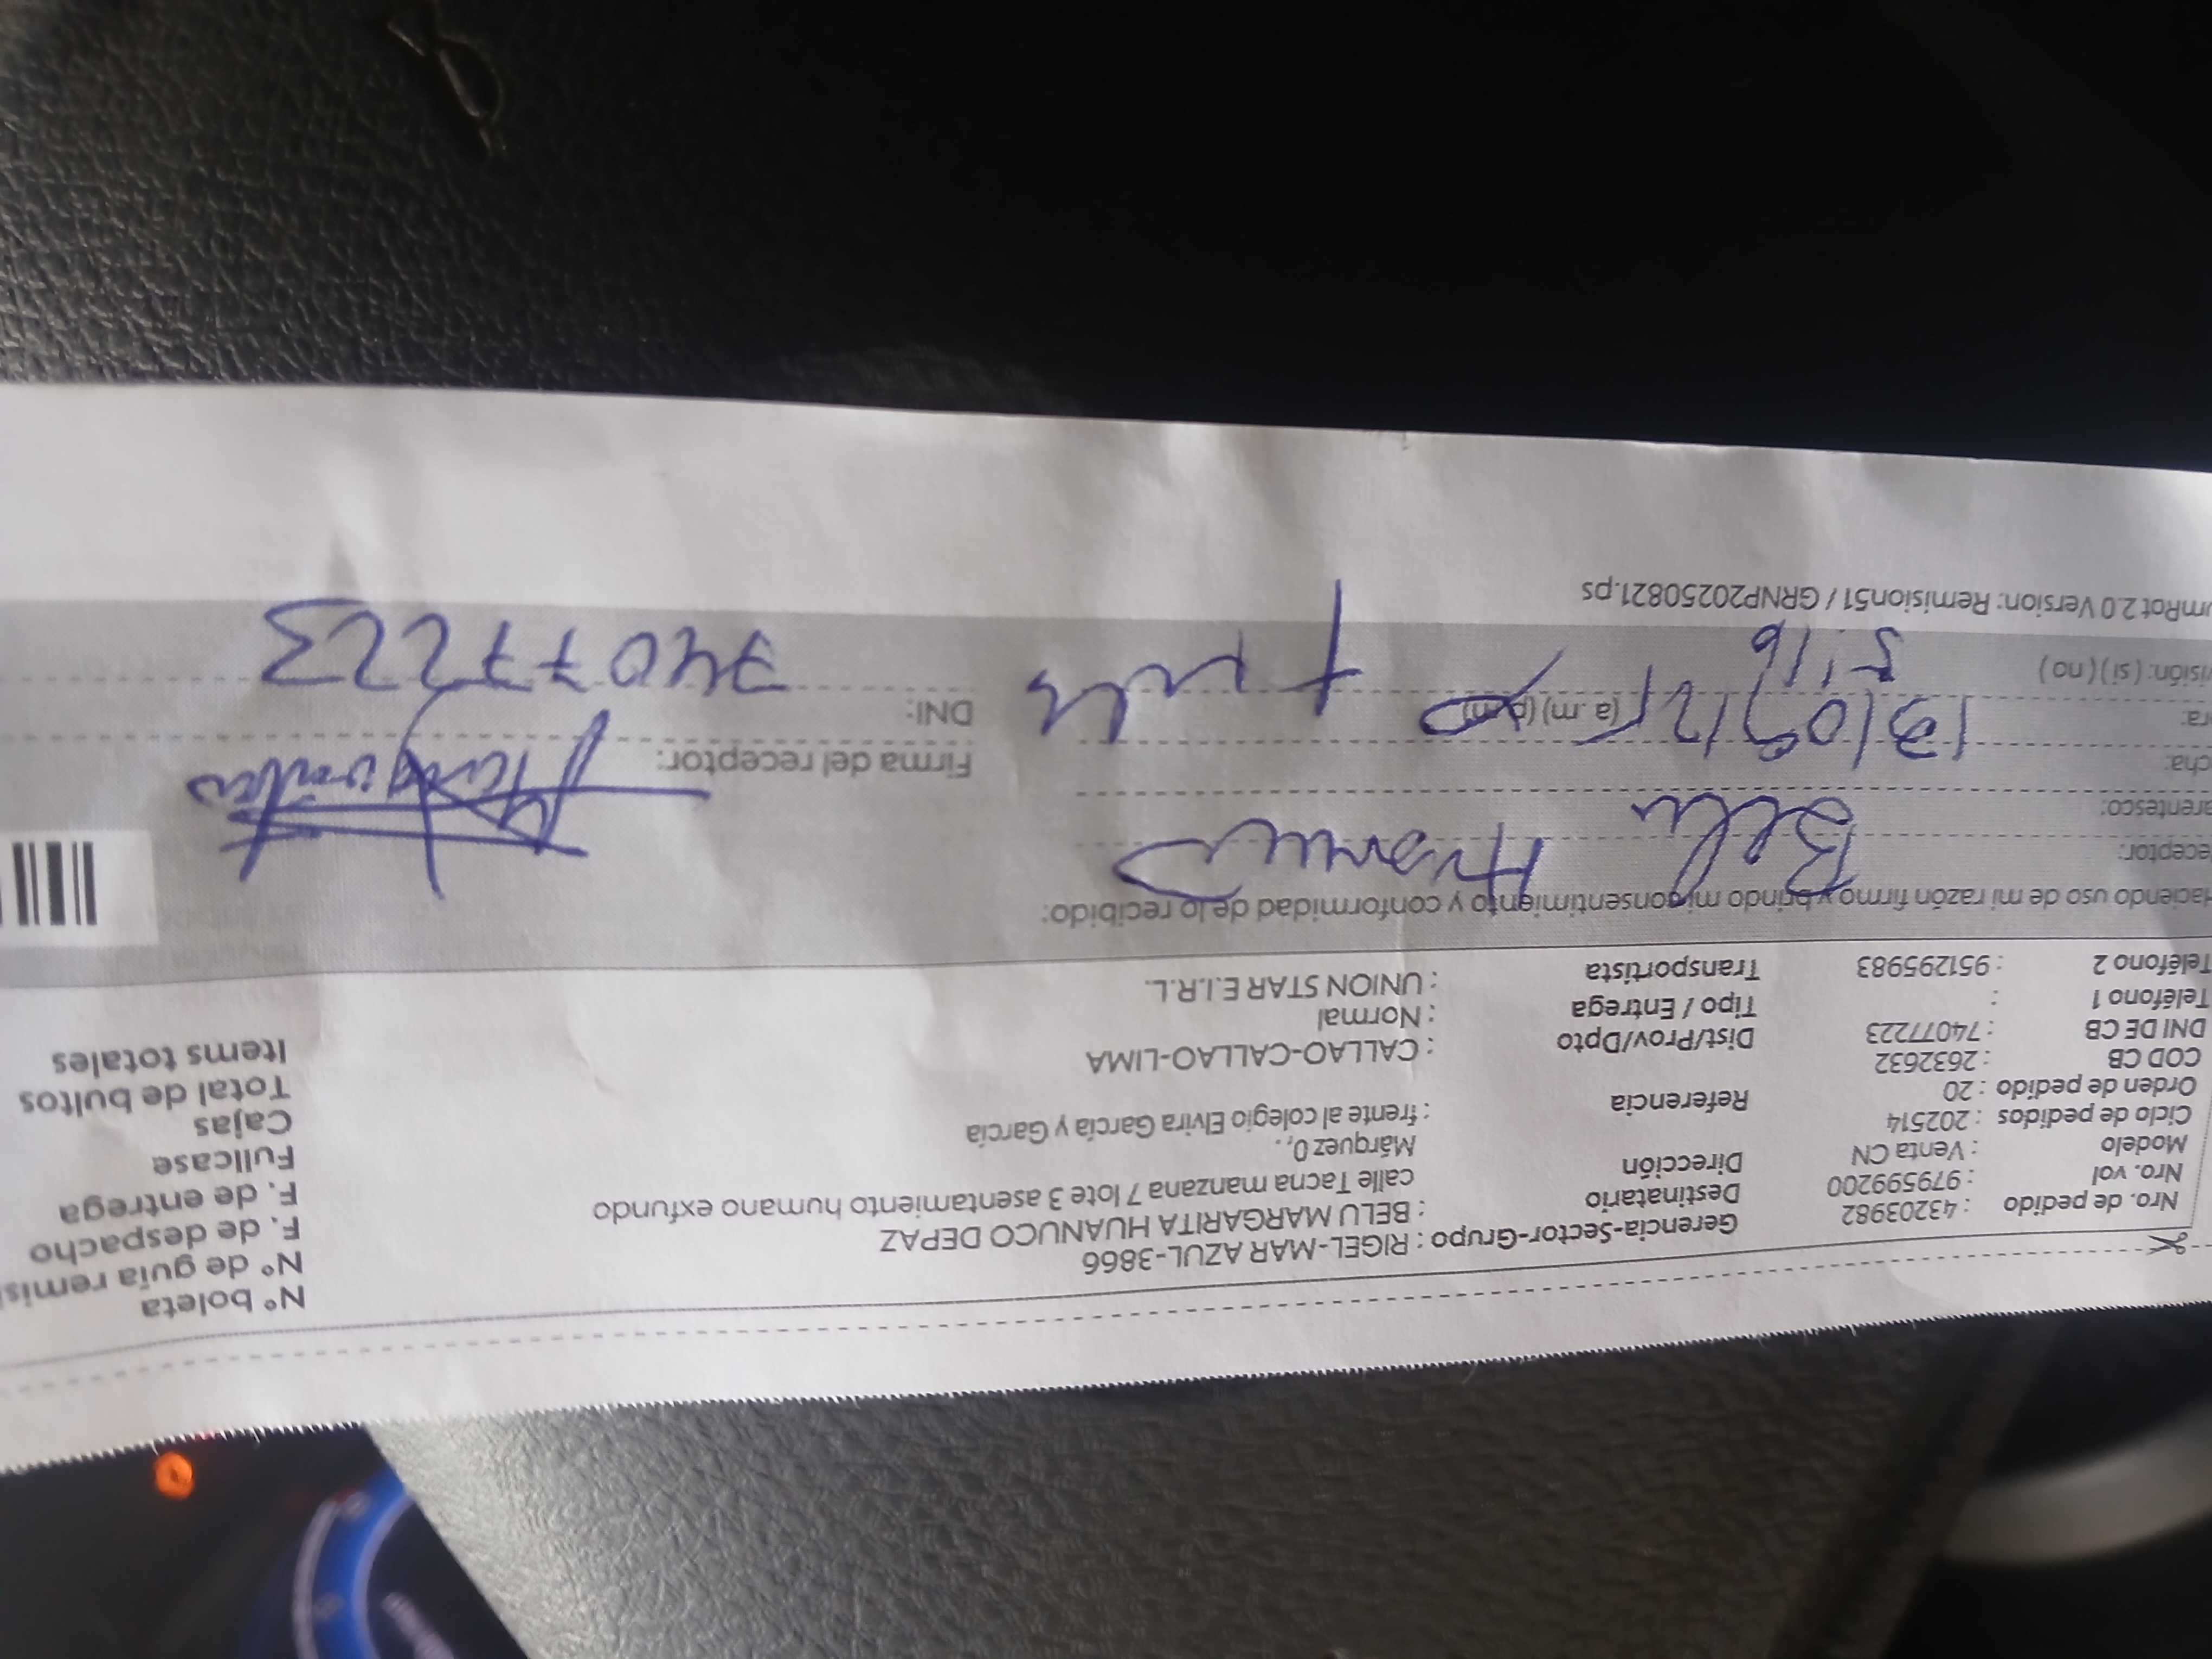 Nº boleta
Nro. de pedido : 43203982 Gerencia-Sector-Grupo : RIGEL-MAR AZUL-3866 Nº de guía remisi
Nro. vol : 979599200 Destinatario : BELU MARGARITA HUANUCO DEPAZ F. de despacho
Modelo : Venta CN Dirección calle Tacna manzana 7 lote 3 asentamiento humano exfundo F. de entrega
Ciclo de pedidos : 202514 Márquez 0, . Fullcase
Orden de pedido : 20 Referencia : frente al colegio Elvira García y García Cajas
COD CB : 2632632 Total de bultos
DNI DE CB : 74077223 Dist/Prov/Dpto : CALLAO-CALLAO-LIMA Items totales
Teléfono 1 : Tipo / Entrega : Normal
Teléfono 2 : 951295983 Transportista : UNION STAR E.I.R.L.
Haciendo uso de mi razón firmo y brindo mi consentimiento y conformidad de lo recibido:
eceptor: Belu Huanuco
arentesco:
cha: 13/09/25 Firma del receptor:
ra: 5:16 (a.m) (p.m) DNI: 74077223
isión: ( si ) ( no )
mRot 2.0 Version: Remision51 / GRNP20250821.ps